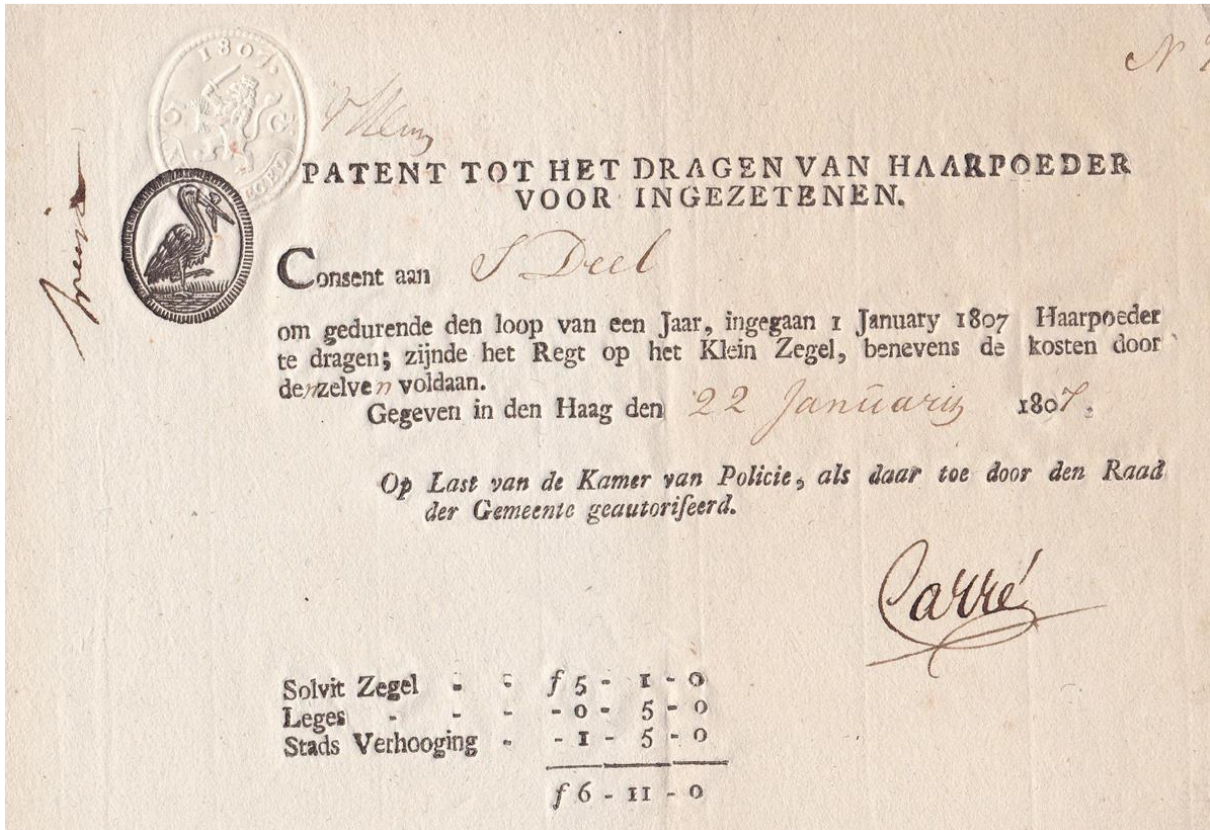 1807.
N
PATENT TOT HET DRAGEN VAN HAARPOEDER
VOOR INGEZETENEN.
Consent aan S Deel
om gedurende den loop van een Jaar, ingegaan 1 January 1807 Haarpoeder
te dragen; zijnde het Regt op het Klein Zegel, benevens de kosten door
denzelven voldaan.
Gegeven in den Haag den 22 Januarij 1807.
Op Last van de Kamer van Policie, als daar toe door den Raad
der Gemeente geautoriſeerd.
Carré
Solvit Zegel - - f 5 - 1 - 0
Leges - - - - 0 - 5 - 0
Stads Verhooging - - 1 - 5 - 0
f 6 - 11 - 0